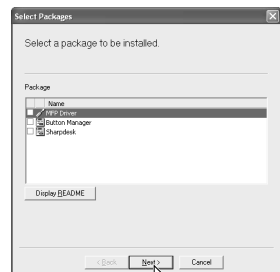 Select Packages
Select a package to be installed.
Package
Name
MFP Driver
Button Manager
Sharpdesk
Display README
< Back Next > Cancel